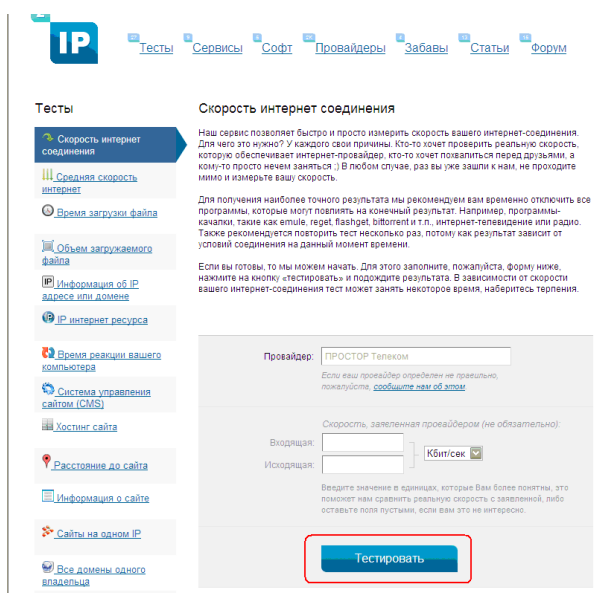 IP
Тесты Сервисы Софт Провайдеры Забавы Статьи Форум
Тесты
Скорость интернет
соединения
Средняя скорость
интернет
Время загрузки файла
Объем загружаемого
файла
Информация об IP
адресе или домене
IP интернет ресурса
Время реакции вашего
компьютера
Система управления
сайтом (CMS)
Хостинг сайта
Расстояние до сайта
Информация о сайте
Сайты на одном IP
Все домены одного
владельца
Скорость интернет соединения
Наш сервис позволяет быстро и просто измерить скорость вашего интернет-соединения.
Для чего это нужно? У каждого свои причины. Кто-то хочет проверить реальную скорость,
которую обеспечивает интернет-провайдер, кто-то хочет похвалиться перед друзьями, а
кому-то просто нечем заняться ;) В любом случае, раз вы уже зашли к нам, не проходите
мимо и измерьте вашу скорость.
Для получения наиболее точного результата мы рекомендуем вам временно отключить все
программы, которые могут повлиять на конечный результат. Например, программы-
качалки, такие как emule, reget, flashget, bittorrent и т.п., интернет-телевидение или радио.
Также рекомендуется повторить тест несколько раз, потому как результат зависит от
условий соединения на данный момент времени.
Если вы готовы, то мы можем начать. Для этого заполните, пожалуйста, форму ниже,
нажмите на кнопку «тестировать» и подождите результата. В зависимости от скорости
вашего интернет-соединения тест может занять некоторое время, наберитесь терпения.
Провайдер: ПРОСТОР Телеком
Если ваш провайдер определен не правильно,
пожалуйста, сообщите нам об этом.
Скорость, заявленная провайдером (не обязательно):
Входящая:
Исходящая:
Кбит/сек
Введите значение в единицах, которые Вам более понятны, это
поможет нам сравнить реальную скорость с заявленной, либо
оставьте поля пустыми, если вам это не интересно.
Тестировать